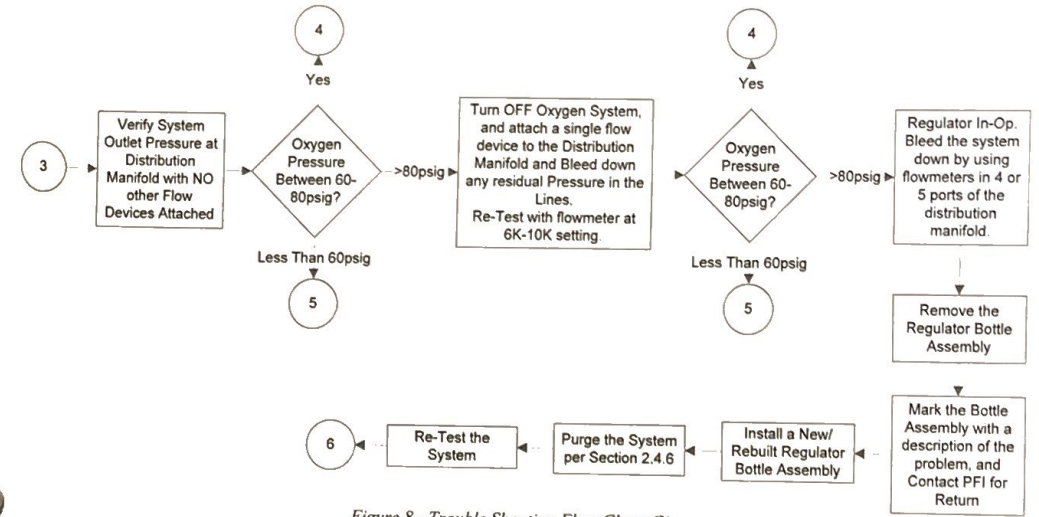 4
Yes
3
Verify System
Outlet Pressure at
Distribution
Manifold with NO
other Flow
Devices Attached
Oxygen
Pressure
Between 60-
80psig?
>80psig
Less Than 60psig
5
Turn OFF Oxygen System,
and attach a single flow
device to the Distribution
Manifold and Bleed down
any residual Pressure in the
Lines.
Re-Test with flowmeter at
6K-10K setting.
4
Yes
Oxygen
Pressure
Between 60-
80psig?
>80psig
Less Than 60psig
5
Regulator In-Op.
Bleed the system
down by using
flowmeters in 4 or
5 ports of the
distribution
manifold.
Remove the
Regulator Bottle
Assembly
Mark the Bottle
Assembly with a
description of the
problem, and
Contact PFI for
Return
Install a New/
Rebuilt Regulator
Bottle Assembly
Purge the System
per Section 2.4.6
Re-Test the
System
6
Figure 8 Trouble Shooting Flow Chart